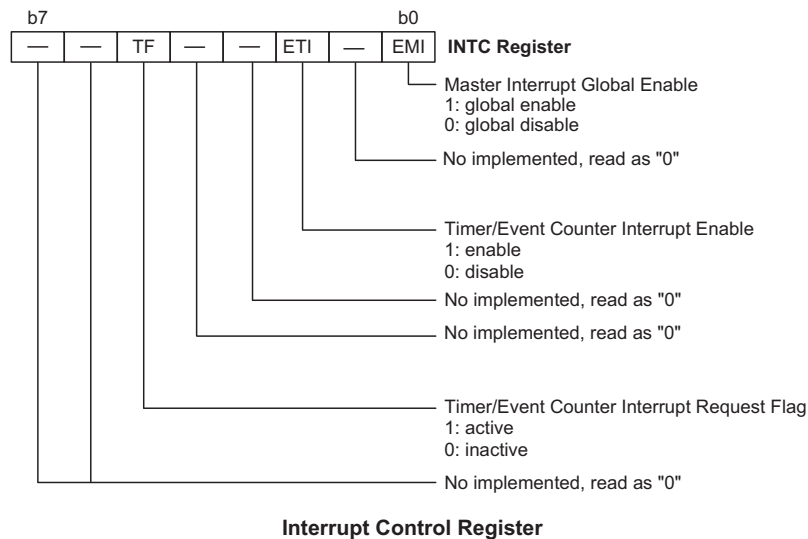 b7 b0
— — TF — — ETI — EMI INTC Register
Master Interrupt Global Enable
1: global enable
0: global disable
No implemented, read as "0"
Timer/Event Counter Interrupt Enable
1: enable
0: disable
No implemented, read as "0"
No implemented, read as "0"
Timer/Event Counter Interrupt Request Flag
1: active
0: inactive
No implemented, read as "0"
Interrupt Control Register